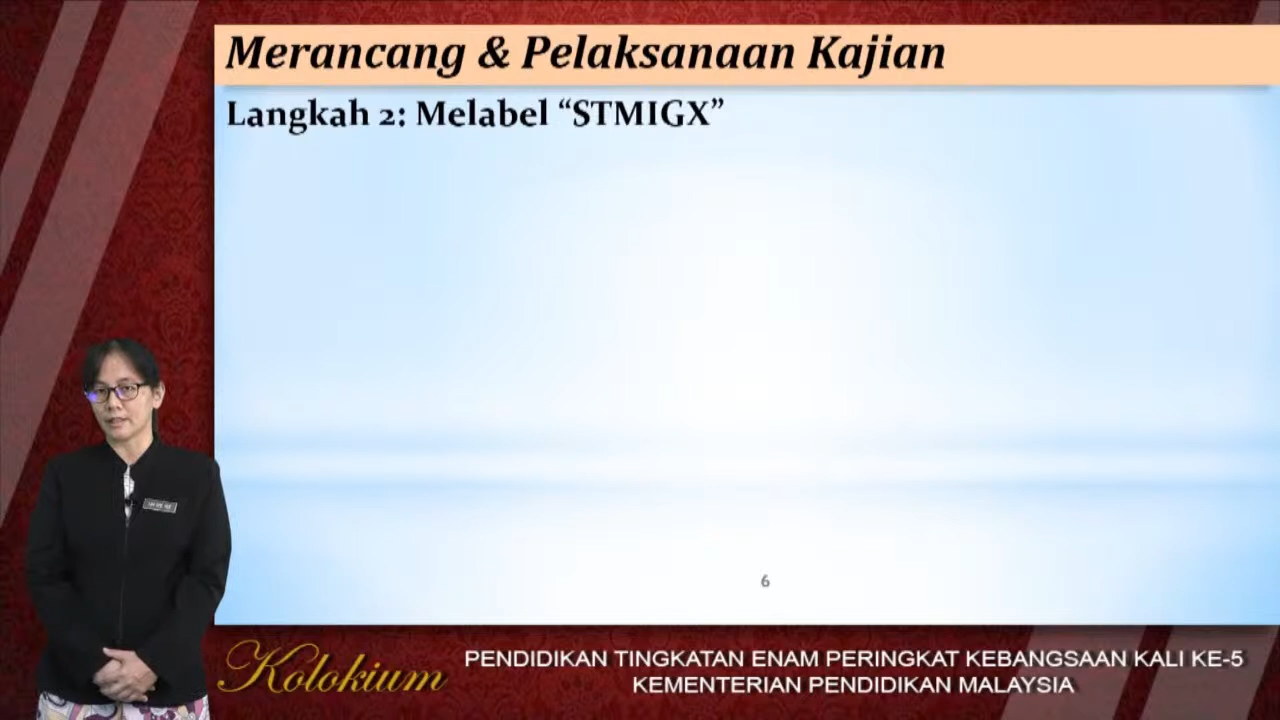 Merancang & Pelaksanaan Kajian
Langkah 2: Melabel “STMIGX”
6
Kolokium
PENDIDIKAN TINGKATAN ENAM PERINGKAT KEBANGSAAN KALI KE-5
KEMENTERIAN PENDIDIKAN MALAYSIA